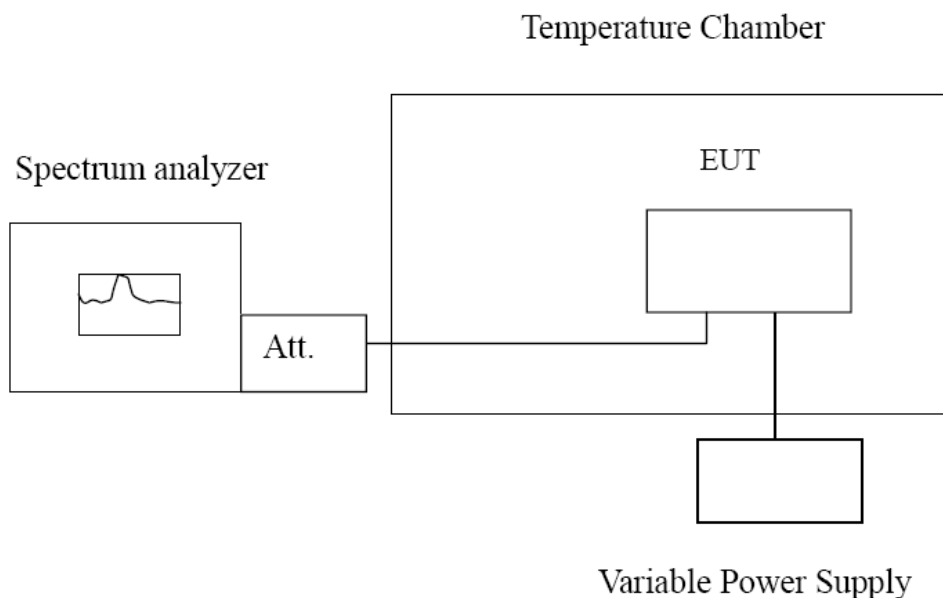 Temperature Chamber
EUT
Spectrum analyzer
Att.
Variable Power Supply